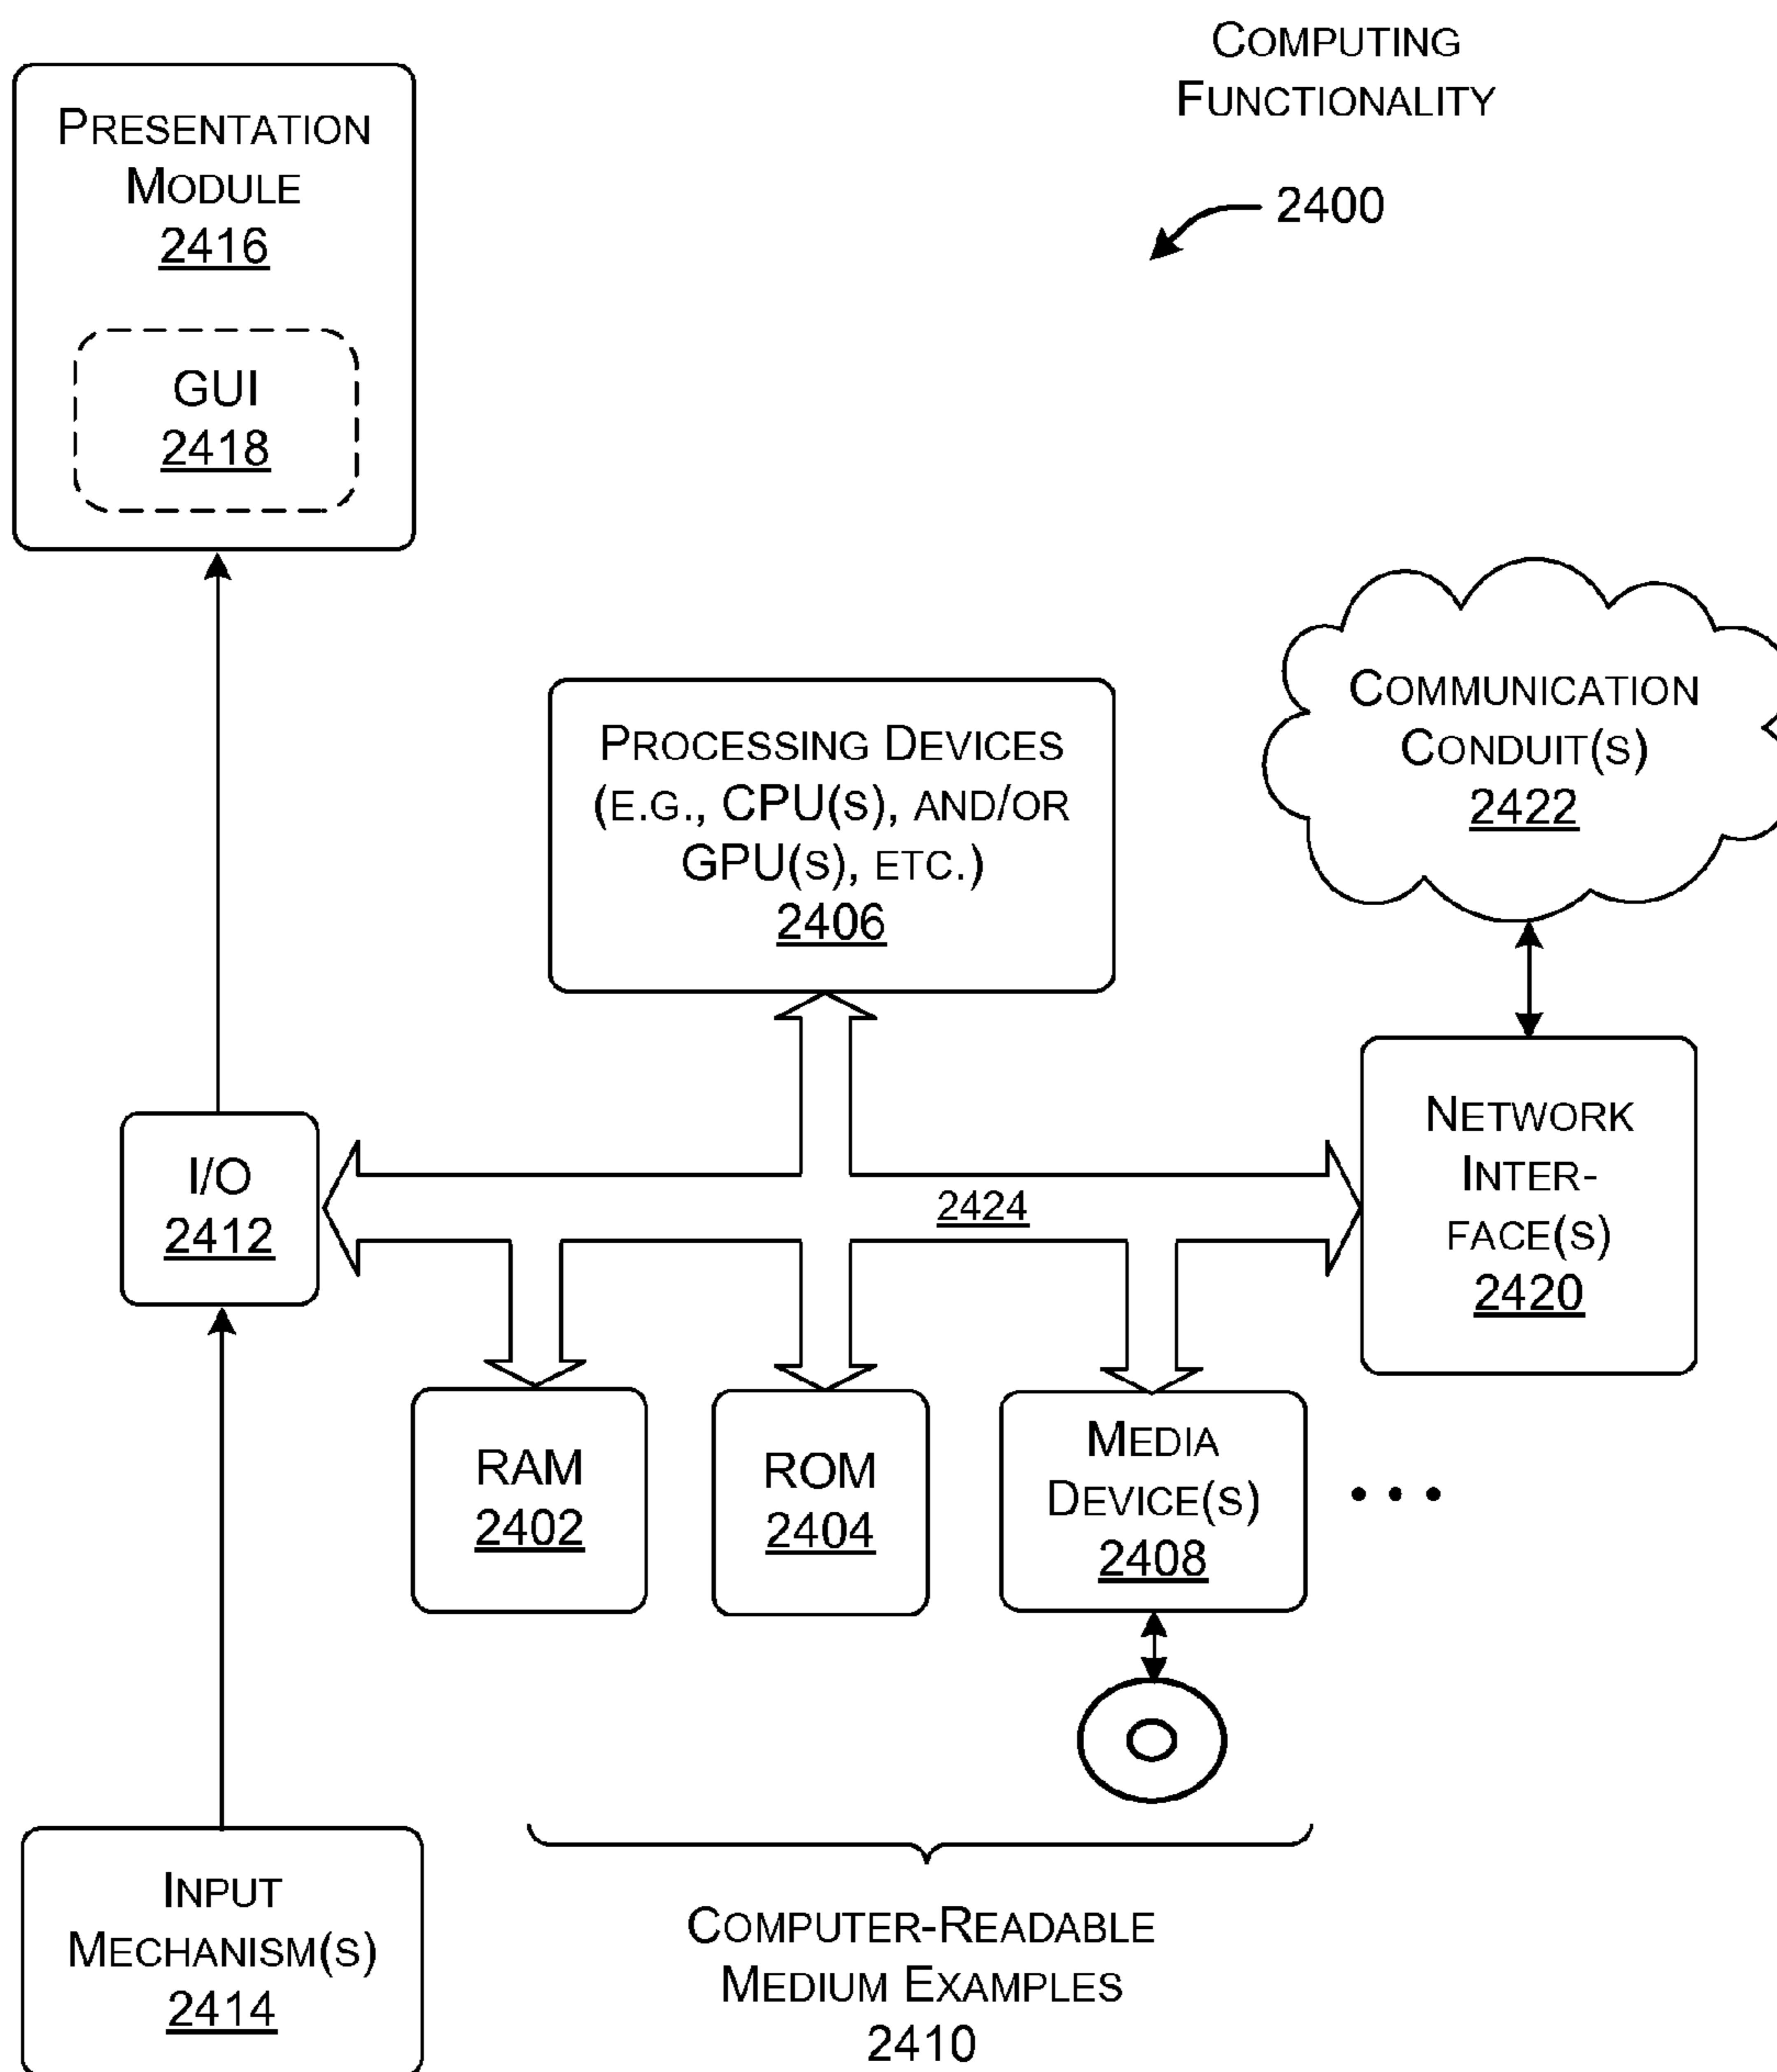 COMPUTING
FUNCTIONALITY
2400
PRESENTATION
MODULE
2416
GUI
2418
COMMUNICATION
CONDUIT(S)
2422
PROCESSING DEVICES
(E.G., CPU(S), AND/OR
GPU(S), ETC.)
2406
NETWORK
INTER-
FACE(S)
2420
I/O
2412
2424
RAM
2402
ROM
2404
MEDIA
DEVICE(S)
2408
• • •
INPUT
MECHANISM(S)
2414
COMPUTER-READABLE
MEDIUM EXAMPLES
2410